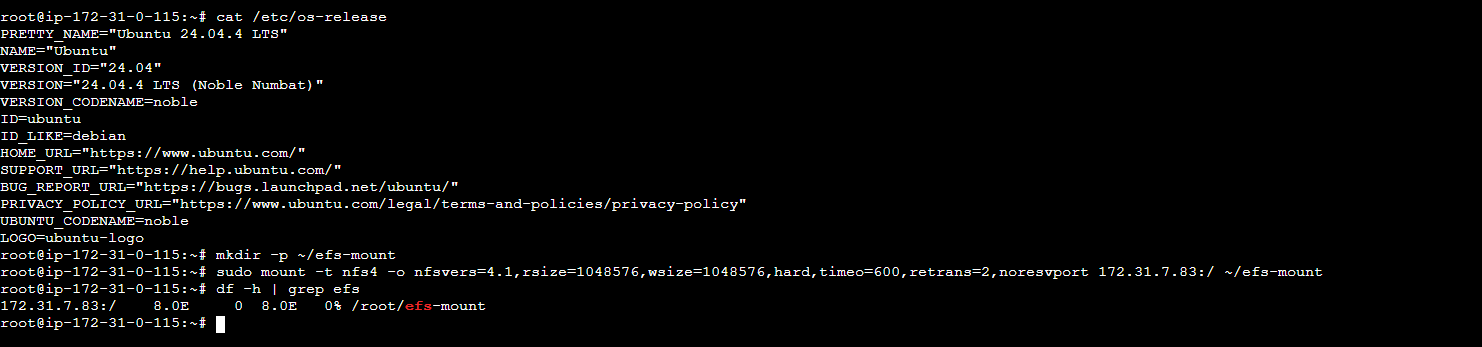 root@ip-172-31-0-115:~# cat /etc/os-release
PRETTY_NAME="Ubuntu 24.04.4 LTS"
NAME="Ubuntu"
VERSION_ID="24.04"
VERSION="24.04.4 LTS (Noble Numbat)"
VERSION_CODENAME=noble
ID=ubuntu
ID_LIKE=debian
HOME_URL="https://www.ubuntu.com/"
SUPPORT_URL="https://help.ubuntu.com/"
BUG_REPORT_URL="https://bugs.launchpad.net/ubuntu/"
PRIVACY_POLICY_URL="https://www.ubuntu.com/legal/terms-and-policies/privacy-policy"
UBUNTU_CODENAME=noble
LOGO=ubuntu-logo
root@ip-172-31-0-115:~# mkdir -p ~/efs-mount
root@ip-172-31-0-115:~# sudo mount -t nfs4 -o nfsvers=4.1,rsize=1048576,wsize=1048576,hard,timeo=600,retrans=2,noresvport 172.31.7.83:/ ~/efs-mount
root@ip-172-31-0-115:~# df -h | grep efs
172.31.7.83:/    8.0E     0  8.0E   0% /root/efs-mount
root@ip-172-31-0-115:~#